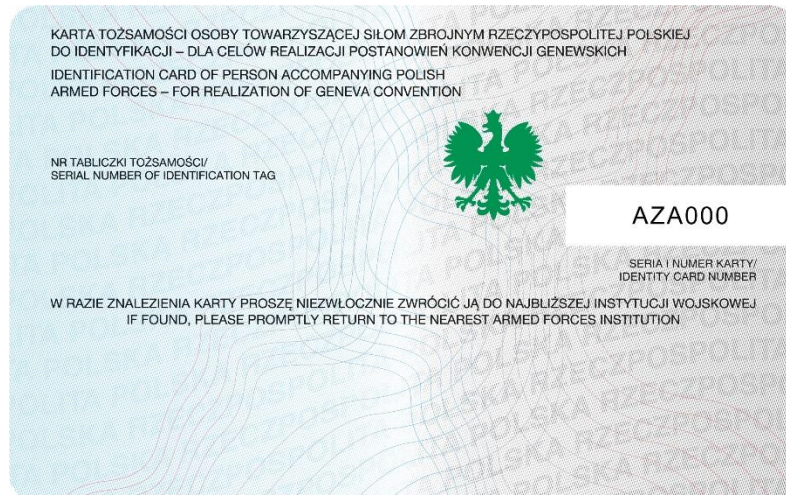 KARTA TOŻSAMOŚCI OSOBY TOWARZYSZĄCEJ SIŁOM ZBROJNYM RZECZYPOSPOLITEJ POLSKIEJ
DO IDENTYFIKACJI – DLA CELÓW REALIZACJI POSTANOWIEŃ KONWENCJI GENEWSKICH
IDENTIFICATION CARD OF PERSON ACCOMPANYING POLISH
ARMED FORCES – FOR REALIZATION OF GENEVA CONVENTION
NR TABLICZKI TOŻSAMOŚCI/
SERIAL NUMBER OF IDENTIFICATION TAG
AZA000
SERIA I NUMER KARTY/
IDENTITY CARD NUMBER
W RAZIE ZNALEZIENIA KARTY PROSZĘ NIEZWŁOCZNIE ZWRÓCIĆ JĄ DO NAJBLIŻSZEJ INSTYTUCJI WOJSKOWEJ
IF FOUND, PLEASE PROMPTLY RETURN TO THE NEAREST ARMED FORCES INSTITUTION